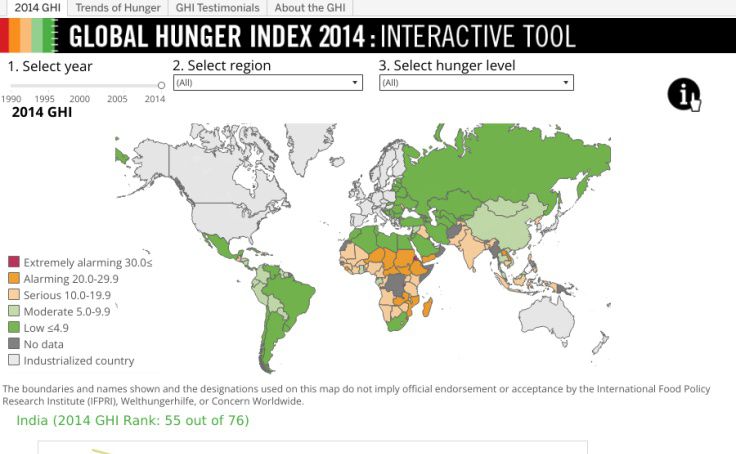 2014 GHI Trends of Hunger GHI Testimonials About the GHI
GLOBAL HUNGER INDEX 2014 : INTERACTIVE TOOL
1. Select year 2. Select region 3. Select hunger level
(All) (All)
1990 1995 2000 2005 2014
2014 GHI
Extremely alarming 30.0≤
Alarming 20.0-29.9
Serious 10.0-19.9
Moderate 5.0-9.9
Low ≤4.9
No data
Industrialized country
The boundaries and names shown and the designations used on this map do not imply official endorsement or acceptance by the International Food Policy
Research Institute (IFPRI), Welthungerhilfe, or Concern Worldwide.
India (2014 GHI Rank: 55 out of 76)